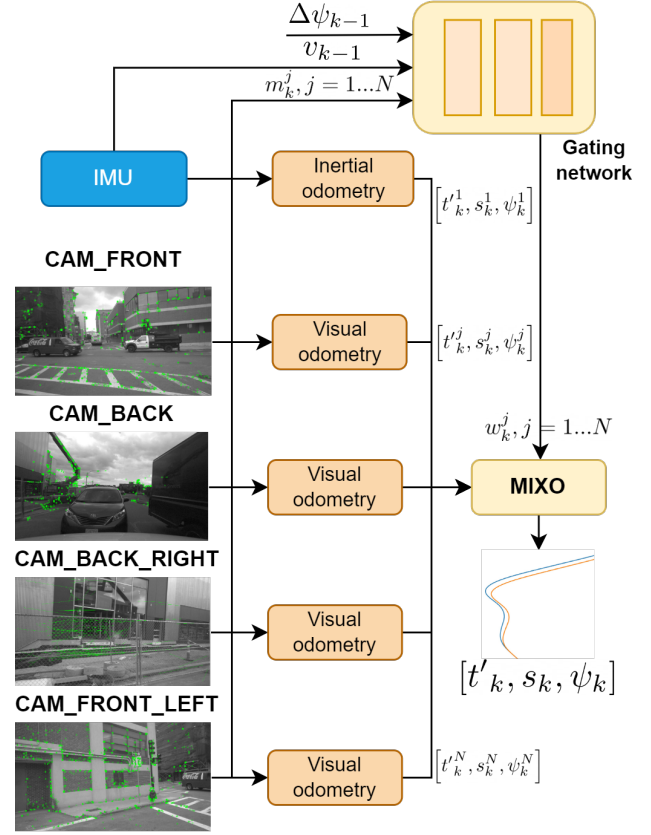 Δψ_{k−1}
v_{k−1}
m_k^j, j = 1...N
Gating
network
IMU
Inertial
odometry
[t'_k^1, s_k^1, ψ_k^1]
CAM_FRONT
Visual
odometry
[t'_k^j, s_k^j, ψ_k^j]
CAM_BACK
w_k^j, j = 1...N
Visual
odometry
MIXO
CAM_BACK_RIGHT
Visual
odometry
[t'_k, s_k, ψ_k]
CAM_FRONT_LEFT
Visual
odometry
[t'_k^N, s_k^N, ψ_k^N]